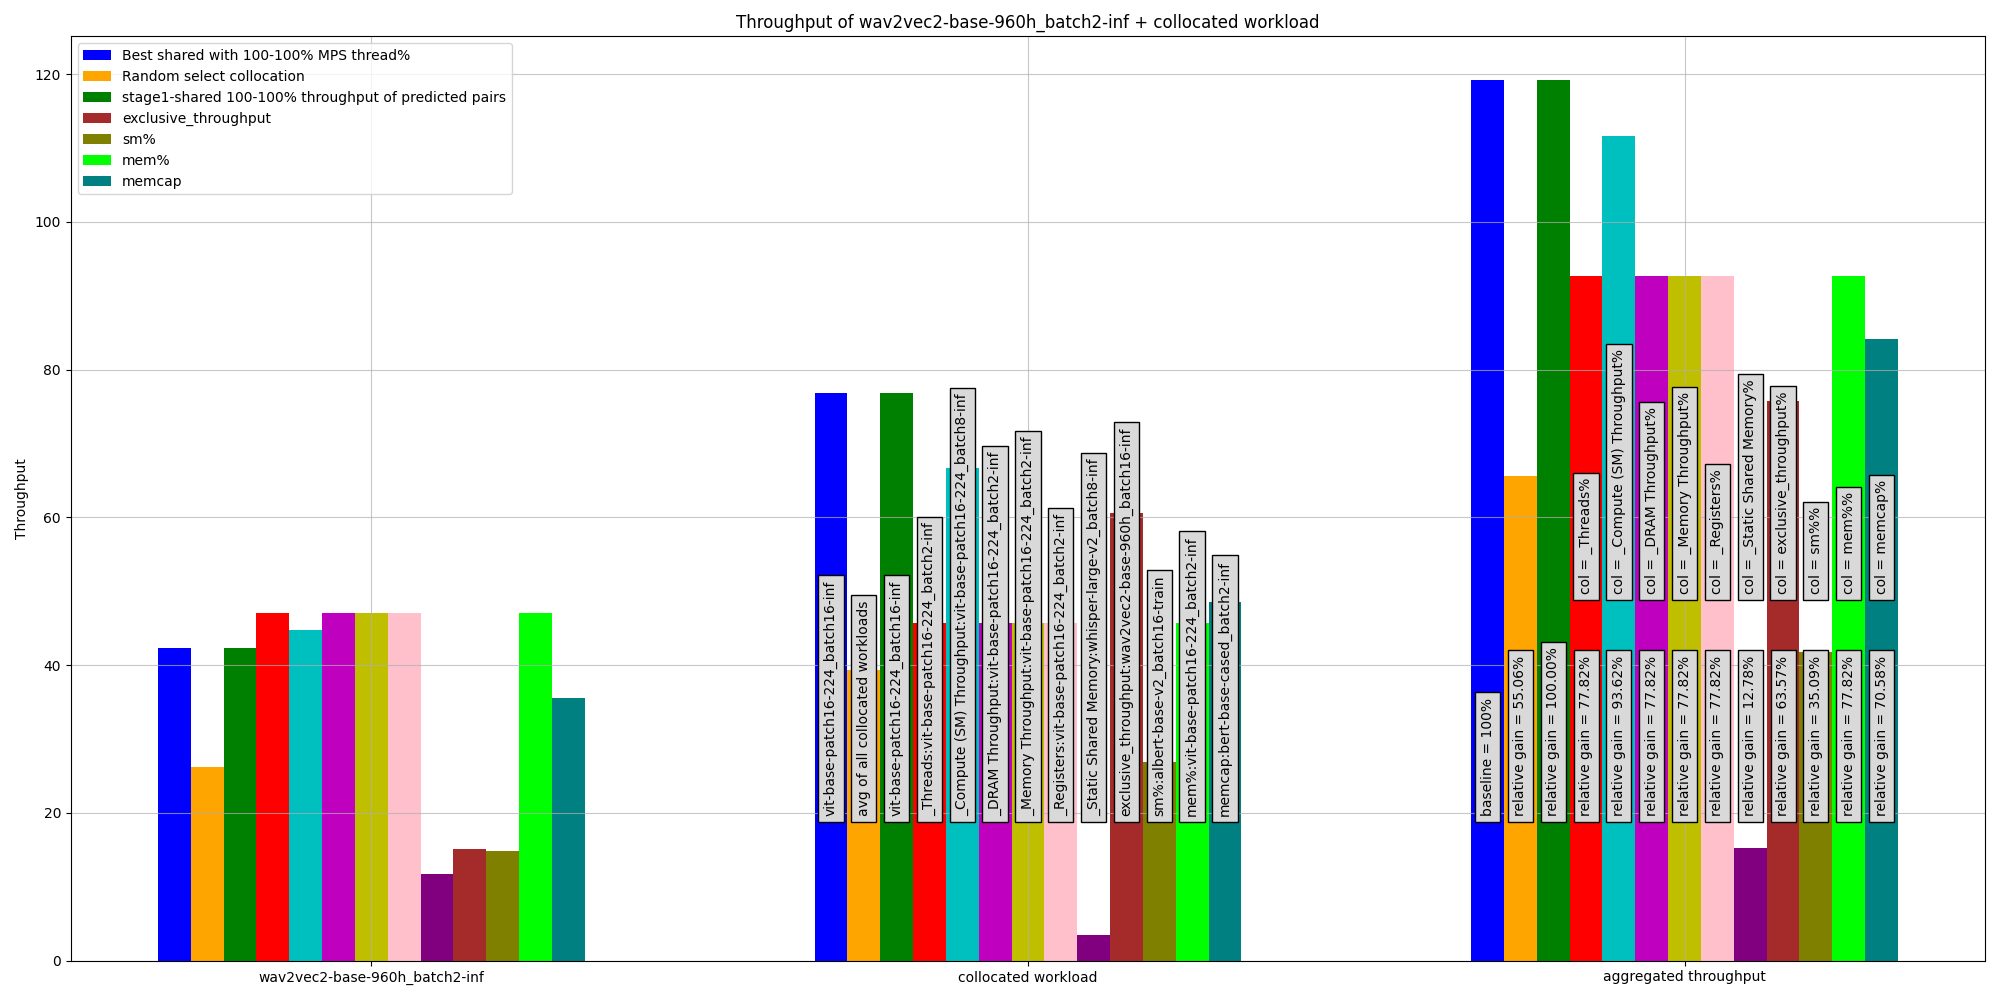 Throughput of wav2vec2-base-960h_batch2-inf + collocated workload
Best shared with 100-100% MPS thread%
Random select collocation
stage1-shared 100-100% throughput of predicted pairs
exclusive_throughput
sm%
mem%
memcap
Throughput
120
100
80
60
40
20
0
vit-base-patch16-224_batch16-inf
avg of all collocated workloads
vit-base-patch16-224_batch16-inf
_Threads:vit-base-patch16-224_batch2-inf
_Compute (SM) Throughput:vit-base-patch16-224_batch8-inf
_DRAM Throughput:vit-base-patch16-224_batch2-inf
_Memory Throughput:vit-base-patch16-224_batch2-inf
_Registers:vit-base-patch16-224_batch2-inf
_Static Shared Memory:whisper-large-v2_batch8-inf
exclusive_throughput:wav2vec2-base-960h_batch16-inf
sm%:albert-base-v2_batch16-train
mem%:vit-base-patch16-224_batch2-inf
memcap:bert-base-cased_batch2-inf
col = _Threads%
col = _Compute (SM) Throughput%
col = _DRAM Throughput%
col = _Memory Throughput%
col = _Registers%
col = _Static Shared Memory%
col = exclusive_throughput%
col = sm%%
col = mem%%
col = memcap%
baseline = 100%
relative gain = 55.06%
relative gain = 100.00%
relative gain = 77.82%
relative gain = 93.62%
relative gain = 77.82%
relative gain = 77.82%
relative gain = 77.82%
relative gain = 12.78%
relative gain = 63.57%
relative gain = 35.09%
relative gain = 77.82%
relative gain = 70.58%
wav2vec2-base-960h_batch2-inf
collocated workload
aggregated throughput